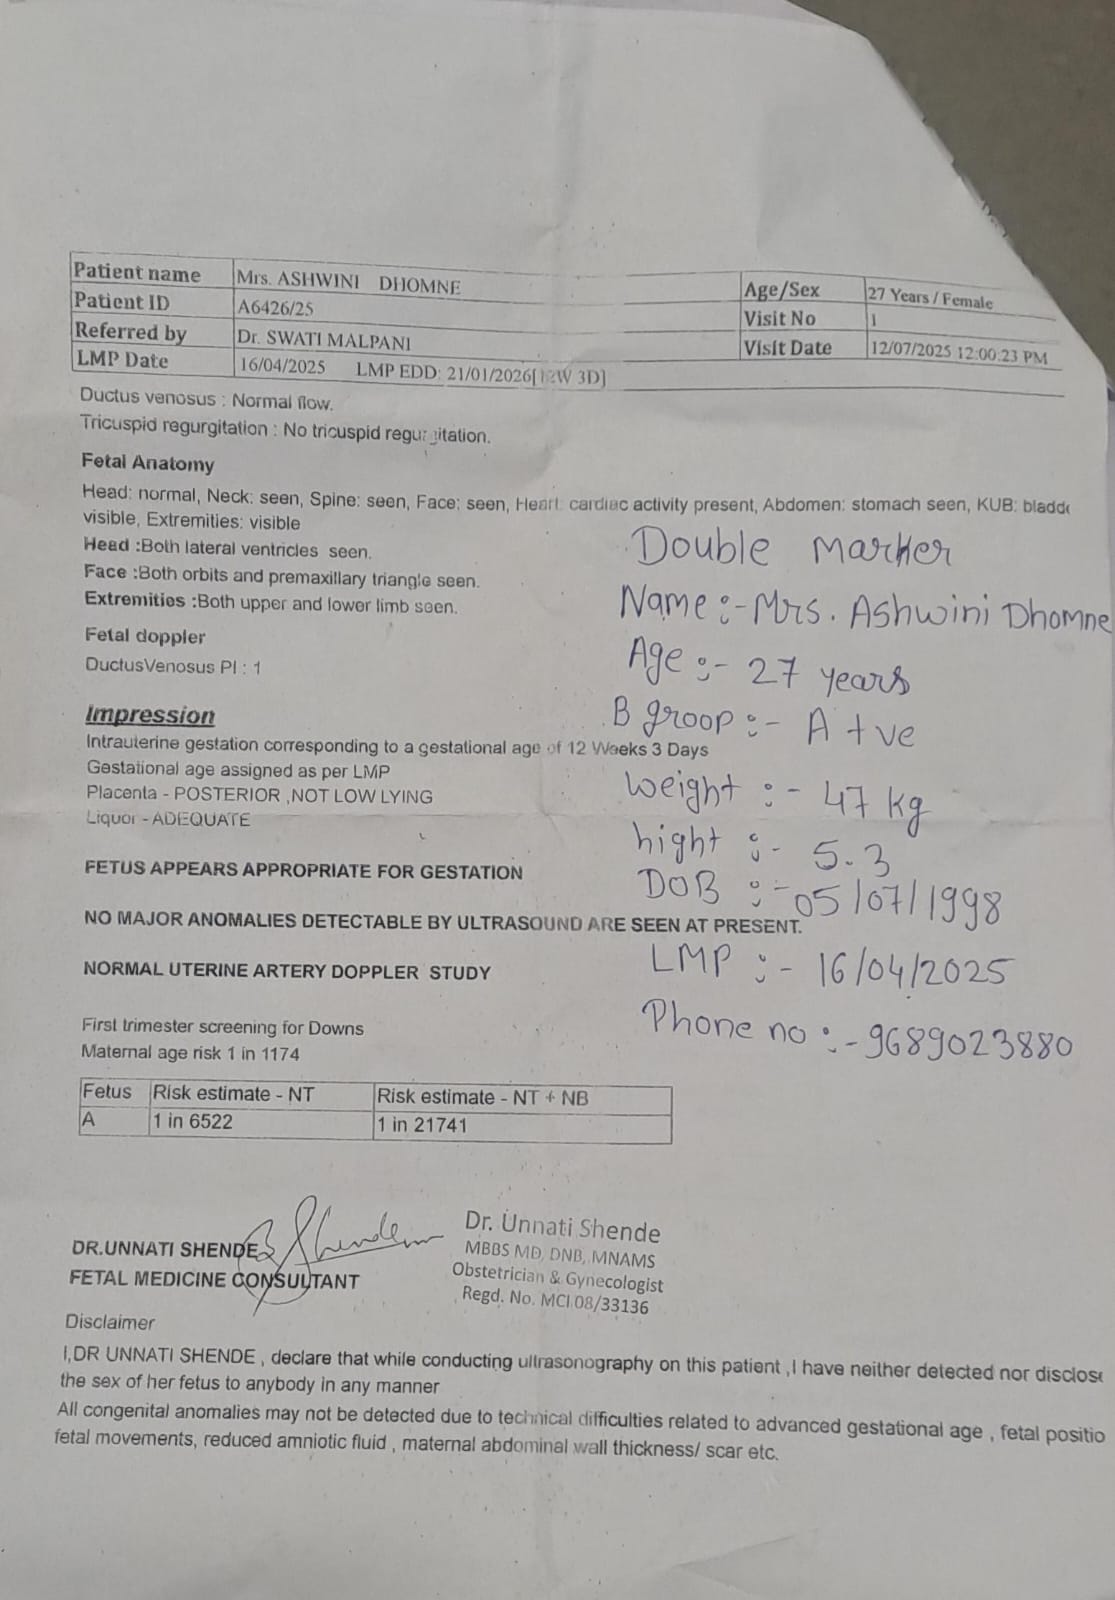 Patient name Mrs. ASHWINI DHOMNE Age/Sex 27 Years / Female
Patient ID A6426/25 Visit No 1
Referred by Dr. SWATI MALPANI Visit Date 12/07/2025 12:00:23 PM
LMP Date 16/04/2025 LMP EDD: 21/01/2026[12W 3D]
Ductus venosus : Normal flow.
Tricuspid regurgitation : No tricuspid regurgitation.
Fetal Anatomy
Head: normal, Neck: seen, Spine: seen, Face: seen, Heart: cardiac activity present, Abdomen: stomach seen, KUB: bladde
visible, Extremities: visible
Head :Both lateral ventricles seen.
Face :Both orbits and premaxillary triangle seen.
Extremities :Both upper and lower limb seen.
Fetal doppler
DuctusVenosus PI : 1
Double Marker
Name :- Mrs. Ashwini Dhomne
Age :- 27 years
B groop :- A +ve
Weight :- 47 kg
hight :- 5.3
DOB :- 05/07/1998
LMP :- 16/04/2025
Phone no :- 9689023880
Impression
Intrauterine gestation corresponding to a gestational age of 12 Weeks 3 Days
Gestational age assigned as per LMP
Placenta - POSTERIOR ,NOT LOW LYING
Liquor - ADEQUATE
FETUS APPEARS APPROPRIATE FOR GESTATION
NO MAJOR ANOMALIES DETECTABLE BY ULTRASOUND ARE SEEN AT PRESENT.
NORMAL UTERINE ARTERY DOPPLER STUDY
First trimester screening for Downs
Maternal age risk 1 in 1174
Fetus Risk estimate - NT Risk estimate - NT + NB
A 1 in 6522 1 in 21741
Shende
DR.UNNATI SHENDE
FETAL MEDICINE CONSULTANT
Dr. Unnati Shende
MBBS MD, DNB, MNAMS
Obstetrician & Gynecologist
Regd. No. MCI 08/33136
Disclaimer
I,DR UNNATI SHENDE , declare that while conducting ultrasonography on this patient ,I have neither detected nor disclose
the sex of her fetus to anybody in any manner
All congenital anomalies may not be detected due to technical difficulties related to advanced gestational age , fetal positio
fetal movements, reduced amniotic fluid , maternal abdominal wall thickness/ scar etc.